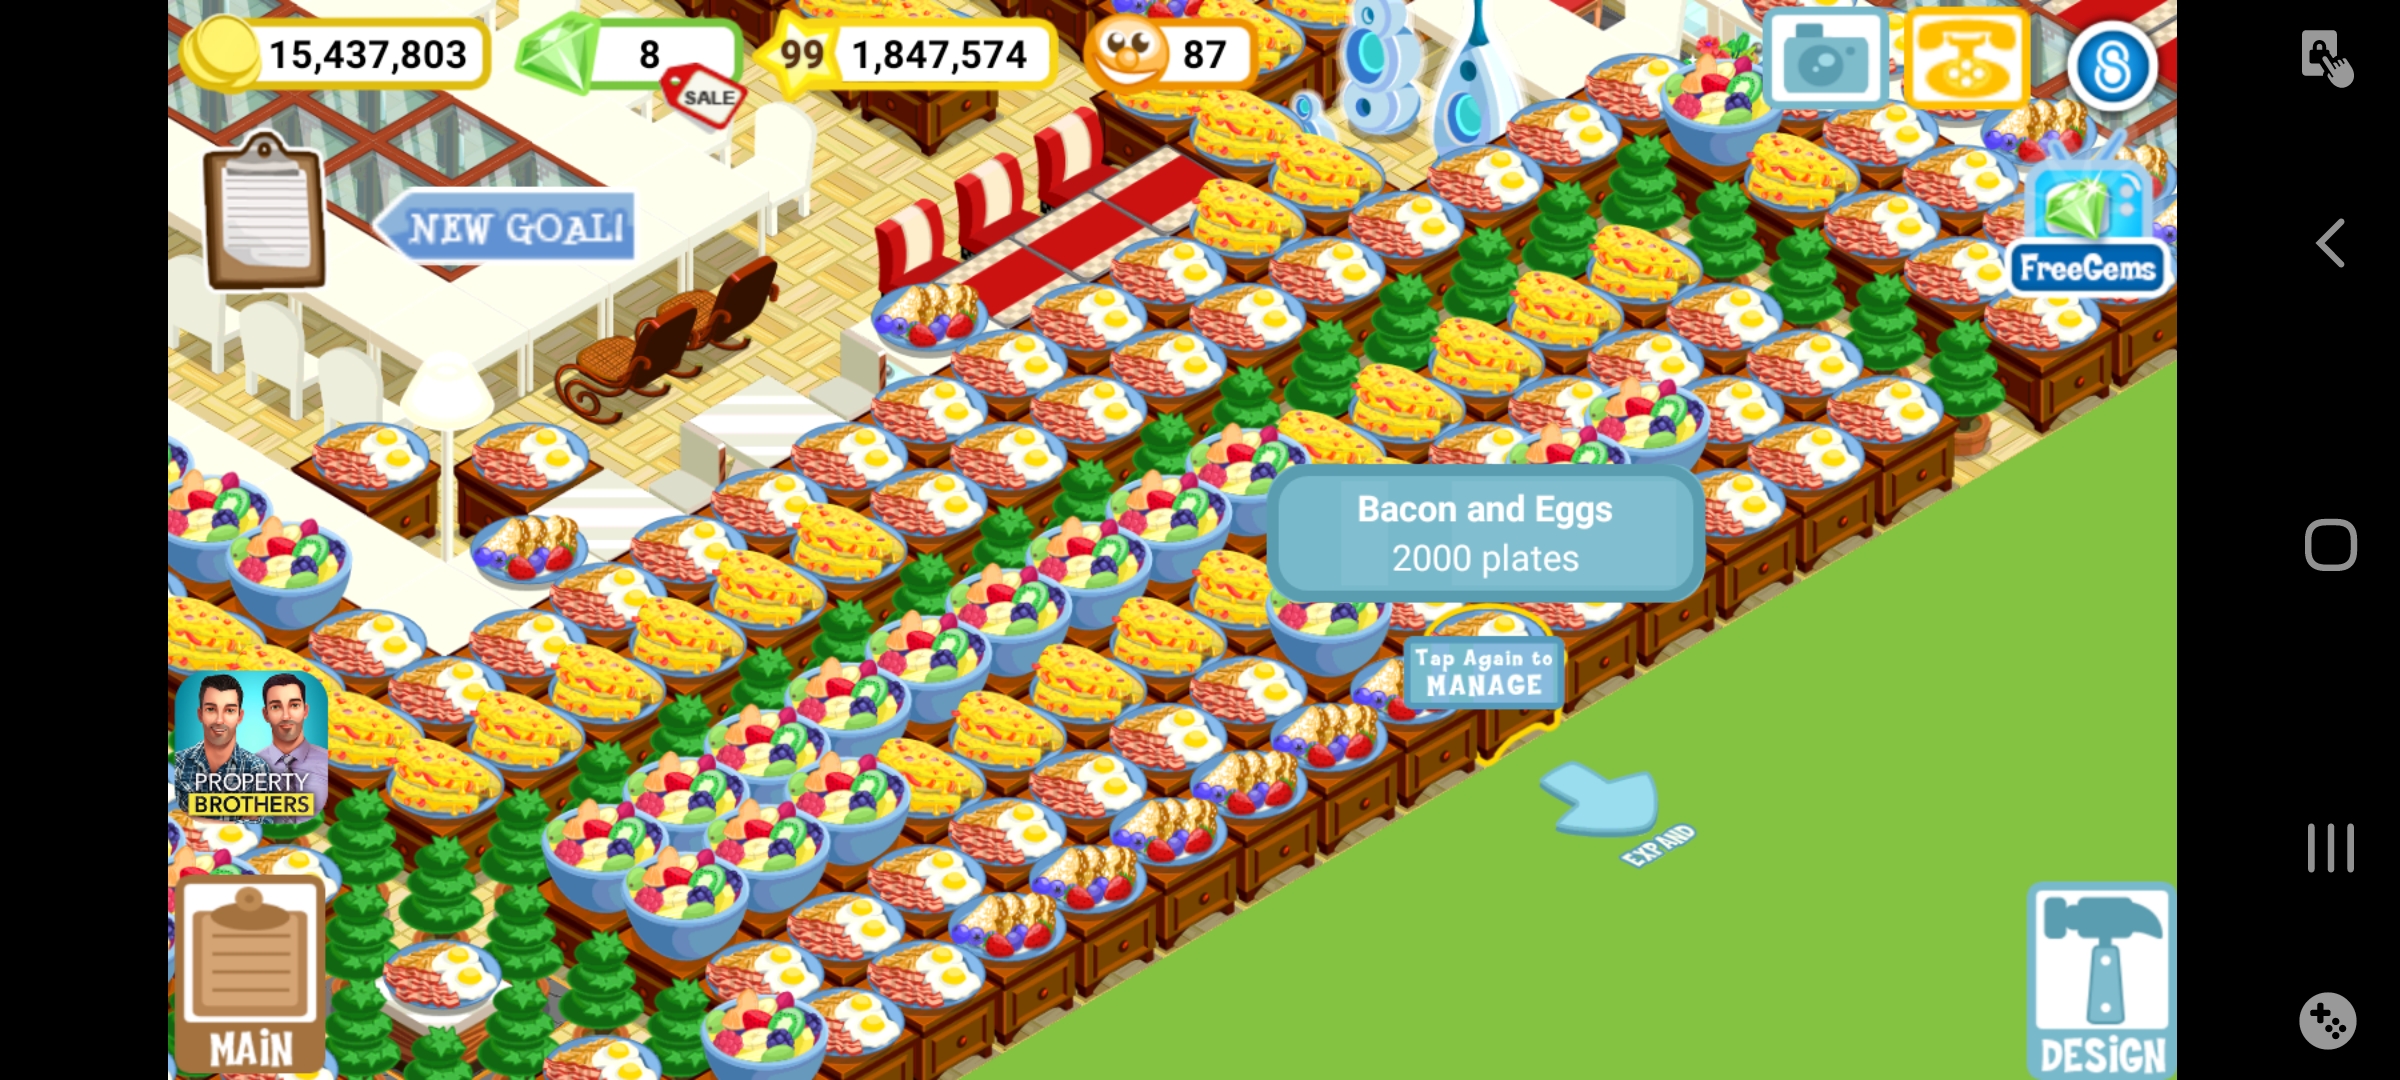 15,437,803
8
SALE
99
1,847,574
87
NEW GOAL!
FreeGems
Bacon and Eggs
2000 plates
Tap Again to
MANAGE
PROPERTY
BROTHERS
EXPAND
MAIN
DESIGN